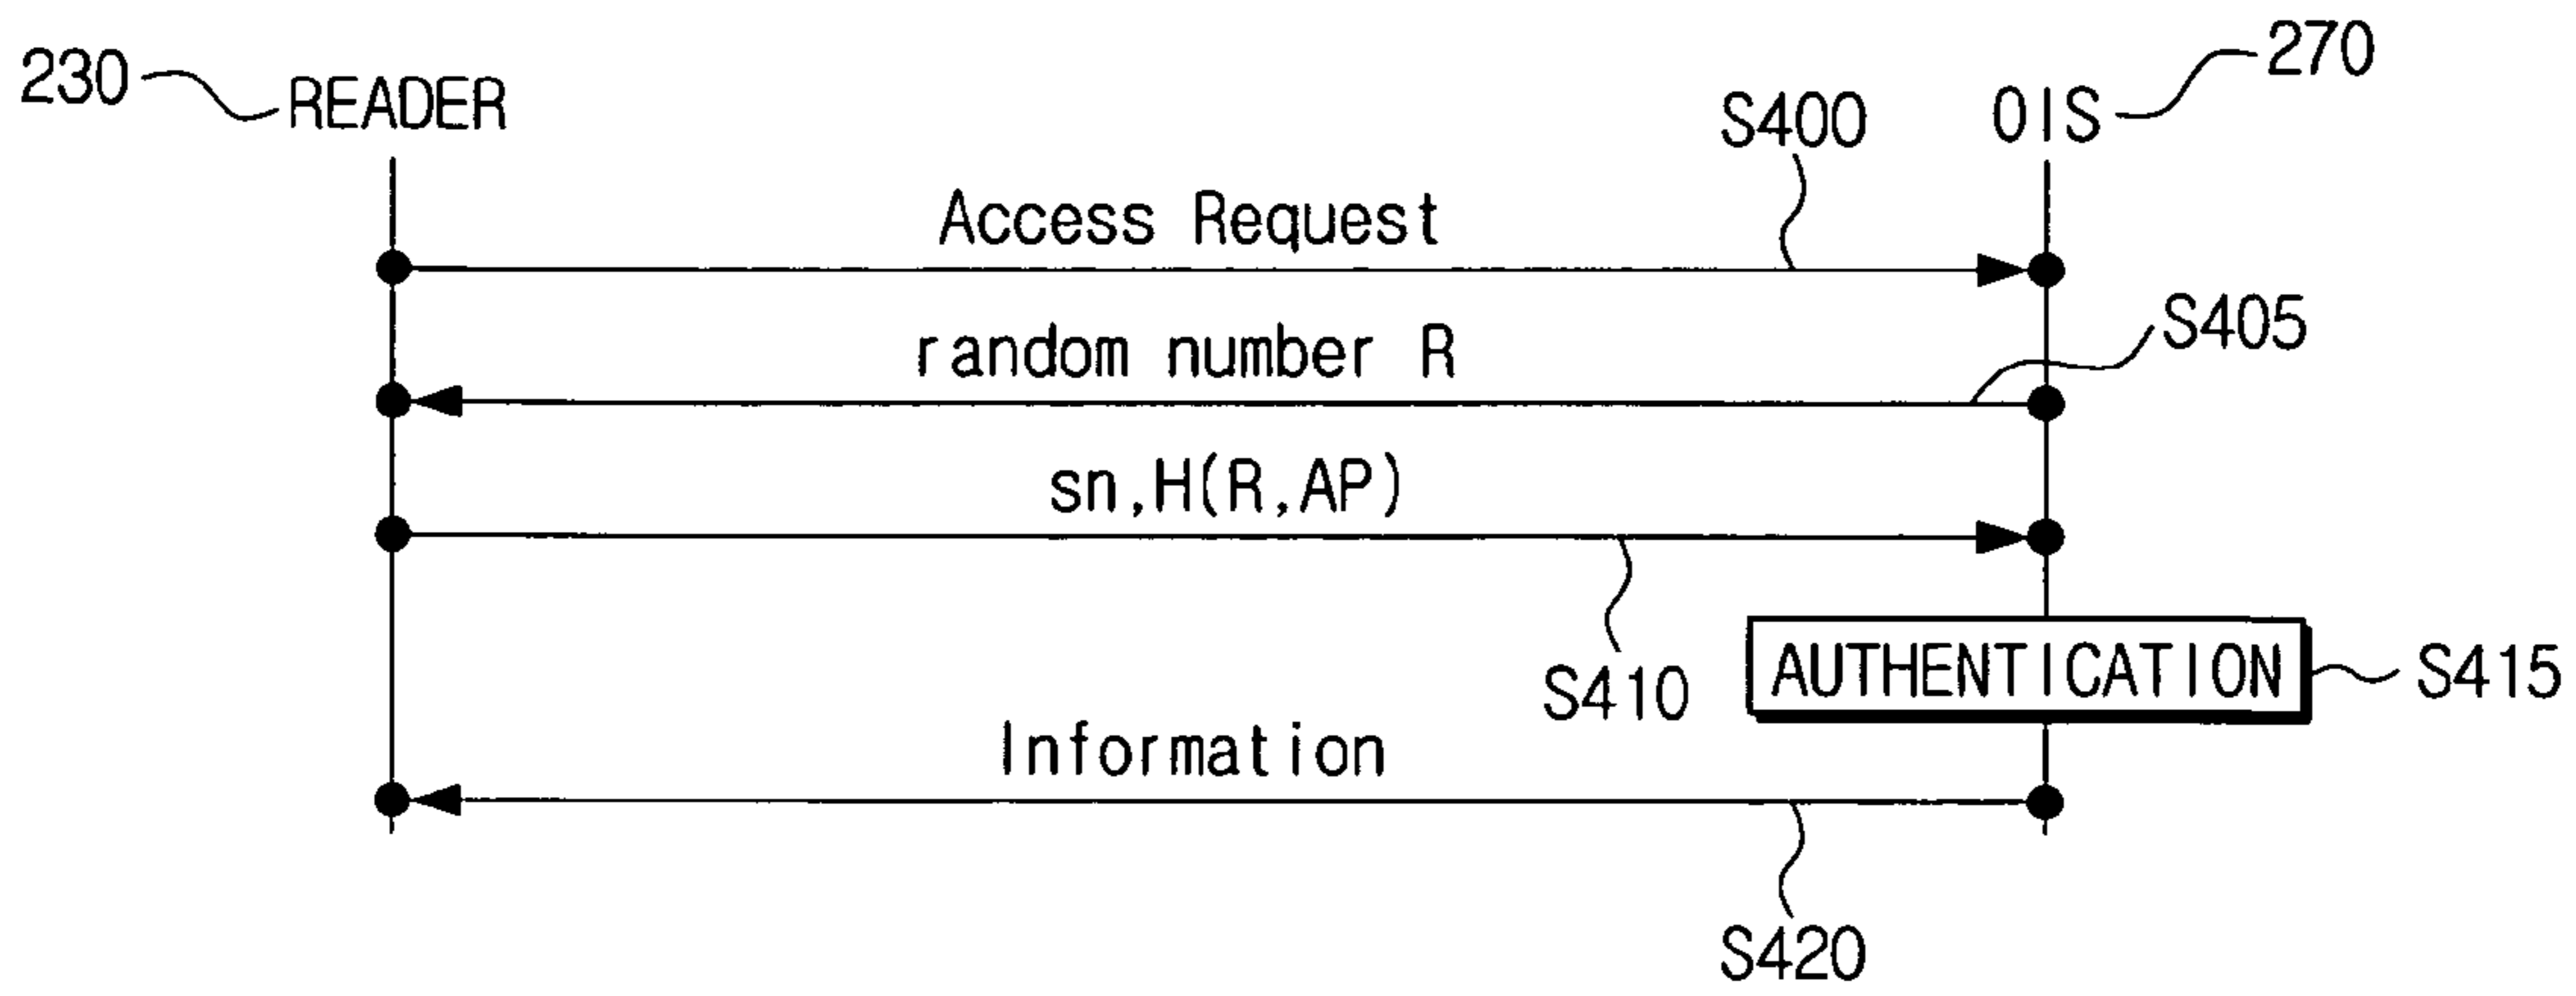 230
READER
270
OIS
S400
Access Request
S405
random number R
sn,H(R,AP)
S410
AUTHENTICATION
S415
Information
S420